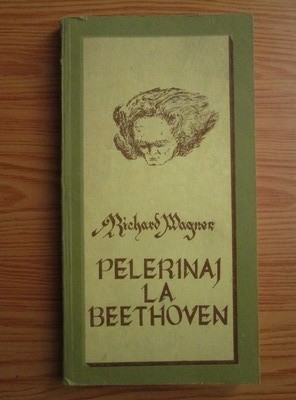 Richard Wagner
PELERINAJ
LA
BEETHOVEN